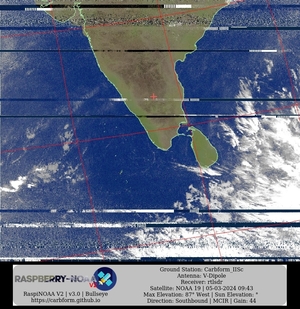 RASPBERRY-NOAA
V2
RaspiNOAA V2 | v3.0 | Bullseye
https://carbform.github.io
Ground Station: Carbform_IISc
Antenna: V-Dipole
Receiver: rtlsdr
Satellite: NOAA 19 | 05-03-2024 09:43
Max Elevation: 87° West | Sun Elevation: °
Direction: Southbound | MCIR | Gain: 44